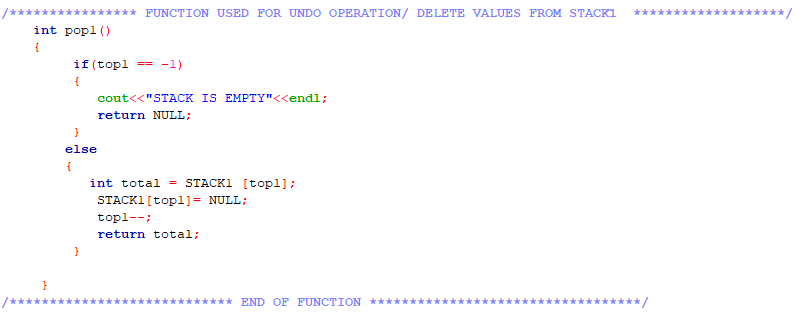 /**************** FUNCTION USED FOR UNDO OPERATION/ DELETE VALUES FROM STACK1  *******************/
int pop1()
{
if(top1 == -1)
{
cout<<"STACK IS EMPTY"<<endl;
return NULL;
}
else
{
int total = STACK1 [top1];
STACK1[top1]= NULL;
top1--;
return total;
}
}
/**************************** END OF FUNCTION **********************************/